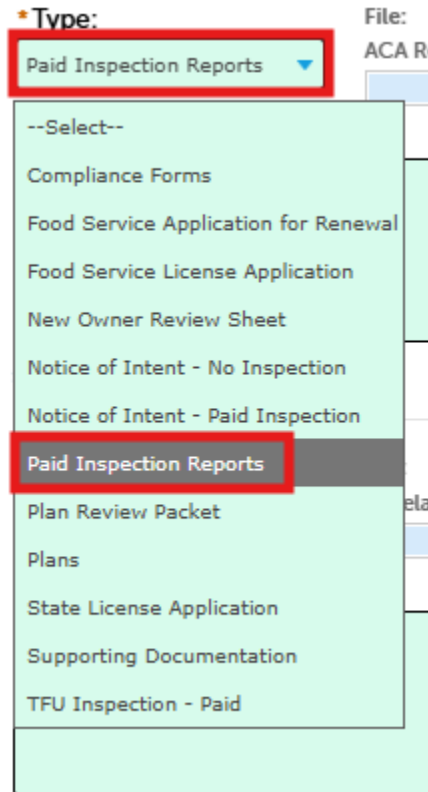 *Type:
File:
Paid Inspection Reports
ACA
--Select--
Compliance Forms
Food Service Application for Renewal
Food Service License Application
New Owner Review Sheet
Notice of Intent - No Inspection
Notice of Intent - Paid Inspection
Paid Inspection Reports
Plan Review Packet
Plans
State License Application
Supporting Documentation
TFU Inspection - Paid